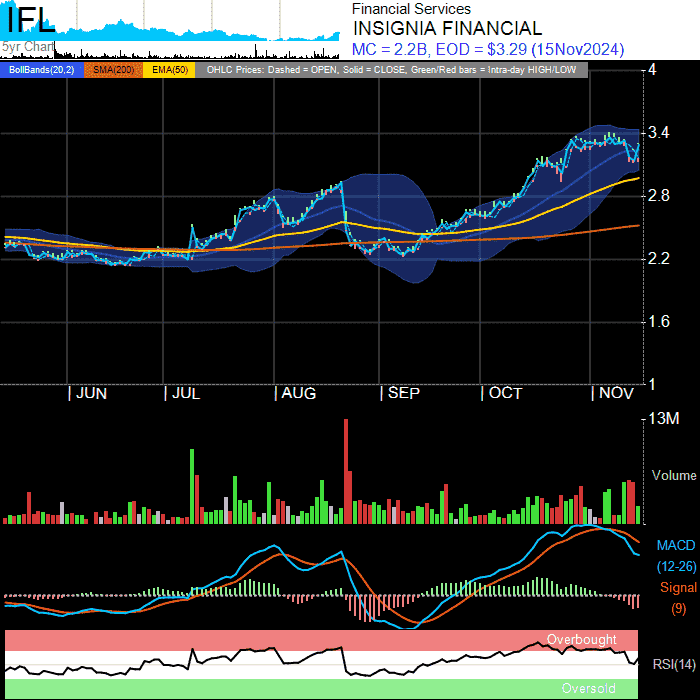 IFL
5yr Chart
Financial Services
INSIGNIA FINANCIAL
MC = 2.2B, EOD = $3.29 (15Nov2024)
BollBands(20,2) SMA(200) EMA(50) OHLC Prices: Dashed = OPEN, Solid = CLOSE, Green/Red bars = Intra-day HIGH/LOW
4
3.4
2.8
2.2
1.6
1
| JUN | JUL | AUG | SEP | OCT | NOV
13M
Volume
MACD
(12-26)
Signal
(9)
Overbought
RSI(14)
Oversold